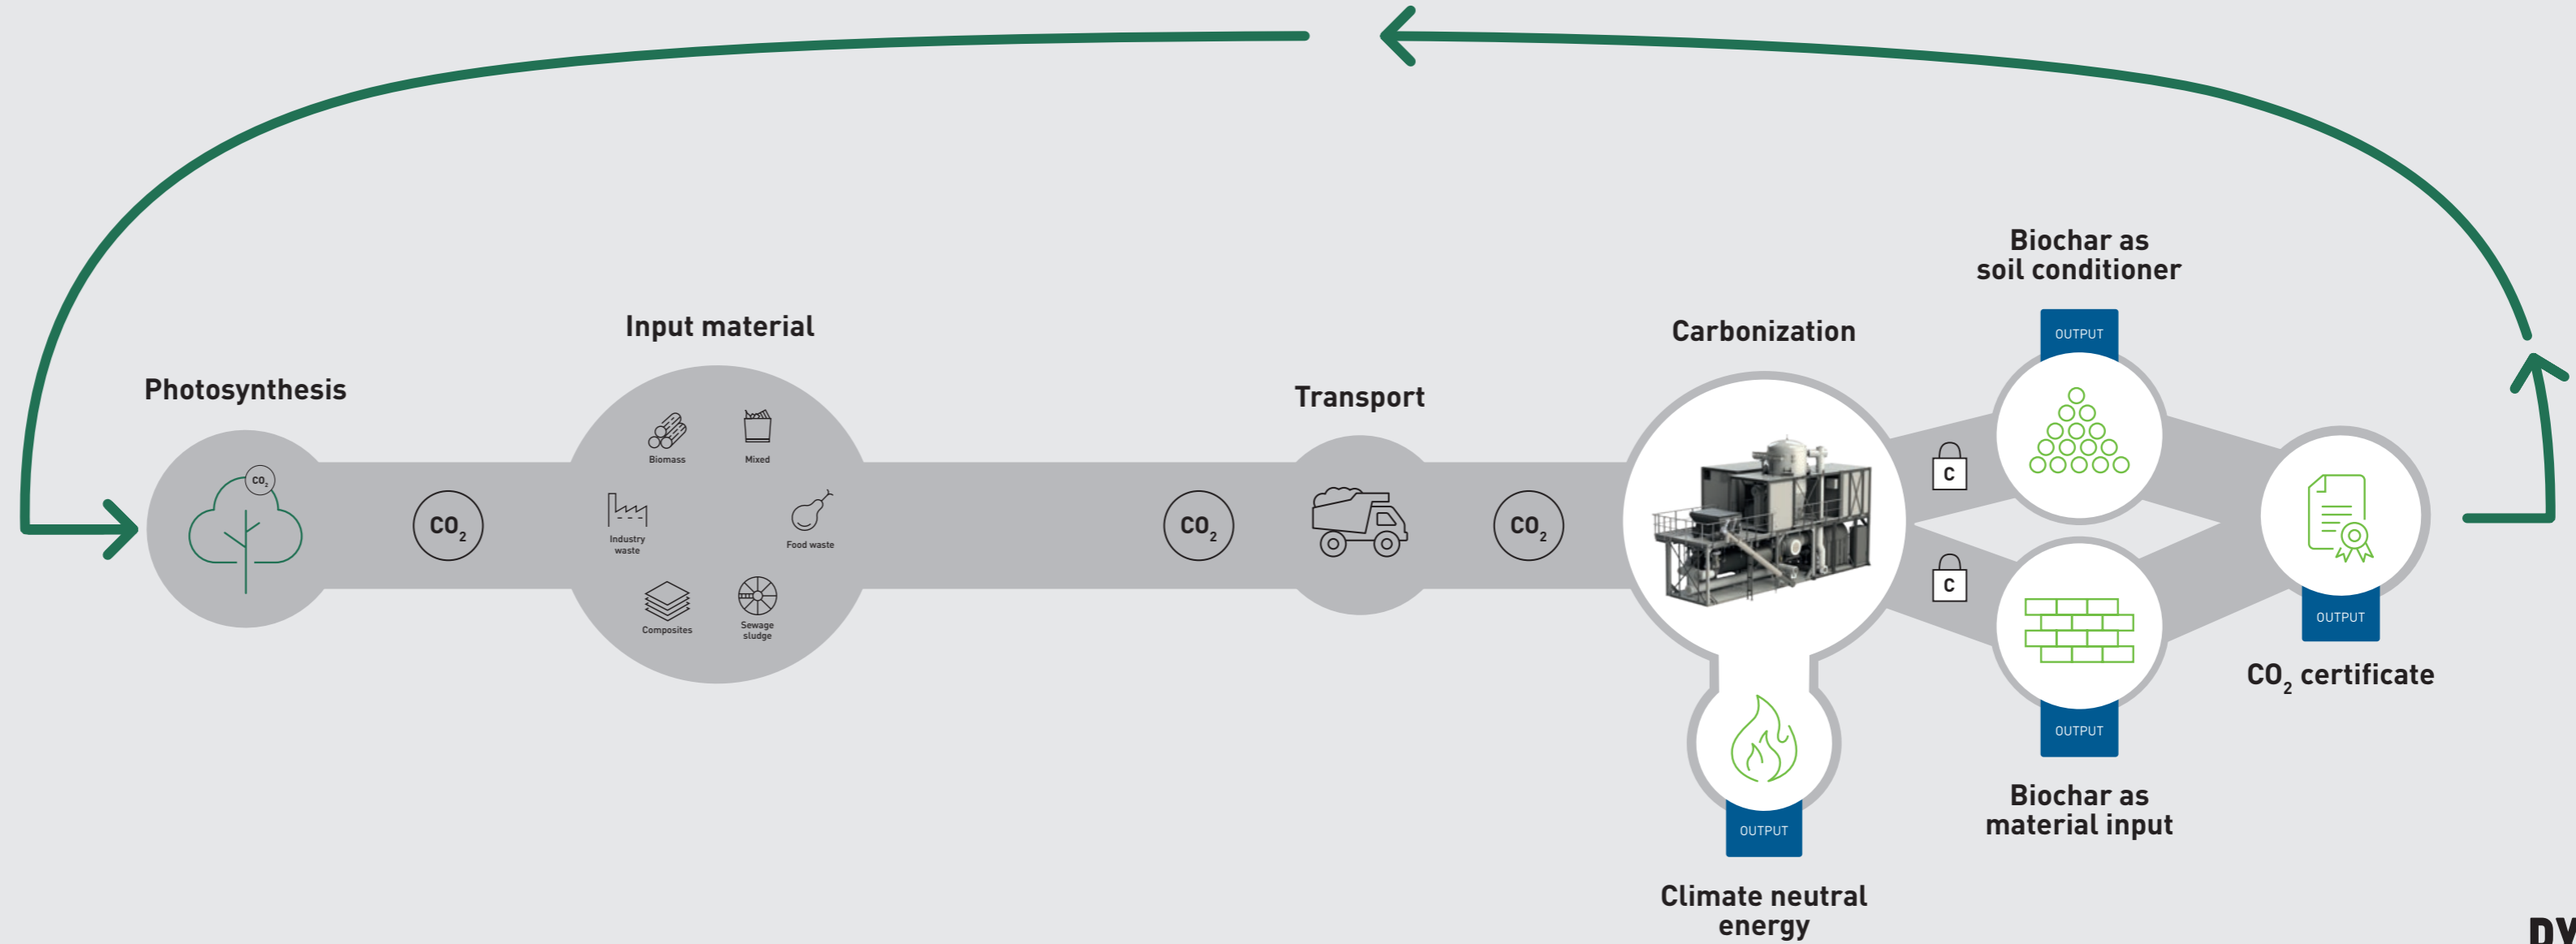 Photosynthesis
CO2
CO2
Input material
Biomass
Mixed
Industry
waste
Food waste
Composites
Sewage
sludge
CO2
Transport
CO2
Carbonization
OUTPUT
Climate neutral
energy
C
C
Biochar as
soil conditioner
OUTPUT
OUTPUT
Biochar as
material input
OUTPUT
CO2 certificate